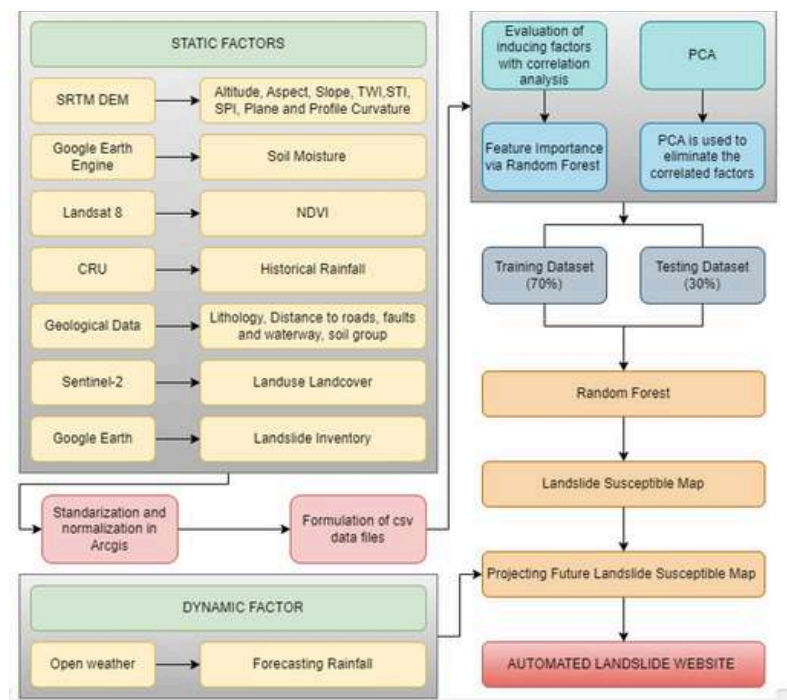 STATIC FACTORS
SRTM DEM
Altitude, Aspect, Slope, TWI,STI,
SPI, Plane and Profile Curvature
Google Earth
Engine
Soil Moisture
Landsat 8
NDVI
CRU
Historical Rainfall
Geological Data
Lithology, Distance to roads, faults
and waterway, soil group
Sentinel-2
Landuse Landcover
Google Earth
Landslide Inventory
Standarization and
normalization in
Arcgis
Formulation of csv
data files
DYNAMIC FACTOR
Open weather
Forecasting Rainfall
Evaluation of
inducing factors
with correlation
analysis
PCA
Feature Importance
via Random Forest
PCA is used to
eliminate the
correlated factors
Training Dataset
(70%)
Testing Dataset
(30%)
Random Forest
Landslide Susceptible Map
Projecting Future Landslide Susceptible Map
AUTOMATED LANDSLIDE WEBSITE